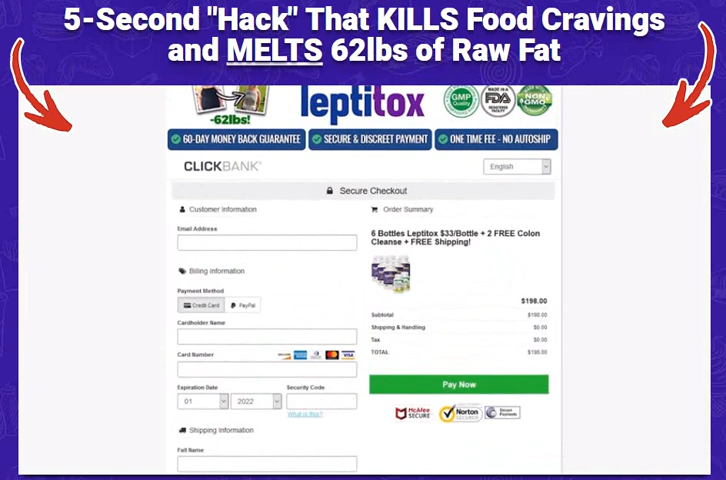 5-Second "Hack" That KILLS Food Cravings
and MELTS 62lbs of Raw Fat
-62lbs!
leptitox
GMP
Quality
MADE IN A
FDA
REGISTERED FACILITY
NON
GMO
60-DAY MONEY BACK GUARANTEE
SECURE & DISCREET PAYMENT
ONE TIME FEE - NO AUTOSHIP
CLICKBANK
English
Secure Checkout
Customer Information
Order Summary
Email Address
6 Bottles Leptitox $33/Bottle + 2 FREE Colon
Cleanse + FREE Shipping!
Billing Information
Payment Method
Credit Card
PayPal
$198.00
Subtotal
$198.00
Cardholder Name
Shipping & Handling
$0.00
Tax
$0.00
Card Number
VISA
TOTAL
$198.00
Expiration Date
Security Code
Pay Now
01
2022
What is this?
McAfee
SECURE
Norton
SECURED
Secure
Payments
Shipping Information
Full Name